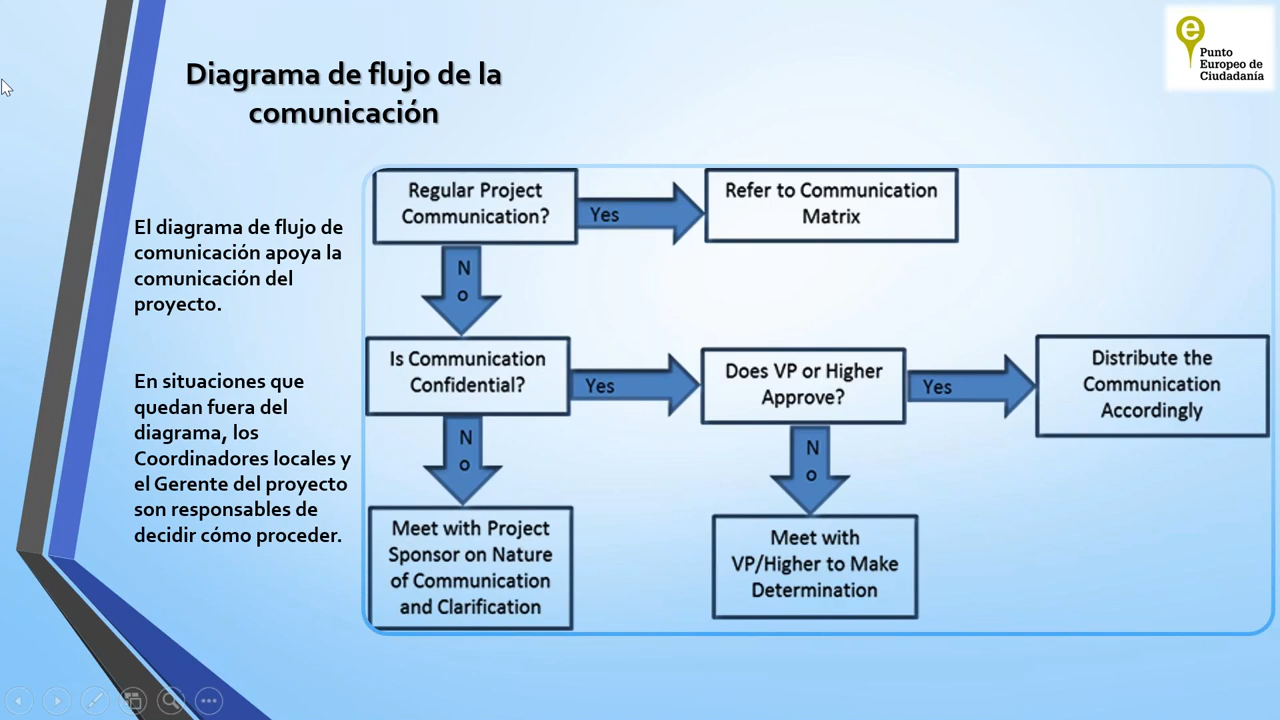 Diagrama de flujo de la
comunicación
e
Punto
Europeo de
Ciudadanía
El diagrama de flujo de
comunicación apoya la
comunicación del
proyecto.
En situaciones que
quedan fuera del
diagrama, los
Coordinadores locales y
el Gerente del proyecto
son responsables de
decidir cómo proceder.
Regular Project
Communication?
Yes
Refer to Communication
Matrix
N
o
Is Communication
Confidential?
Yes
Does VP or Higher
Approve?
Yes
Distribute the
Communication
Accordingly
N
o
N
o
Meet with Project
Sponsor on Nature
of Communication
and Clarification
Meet with
VP/Higher to Make
Determination